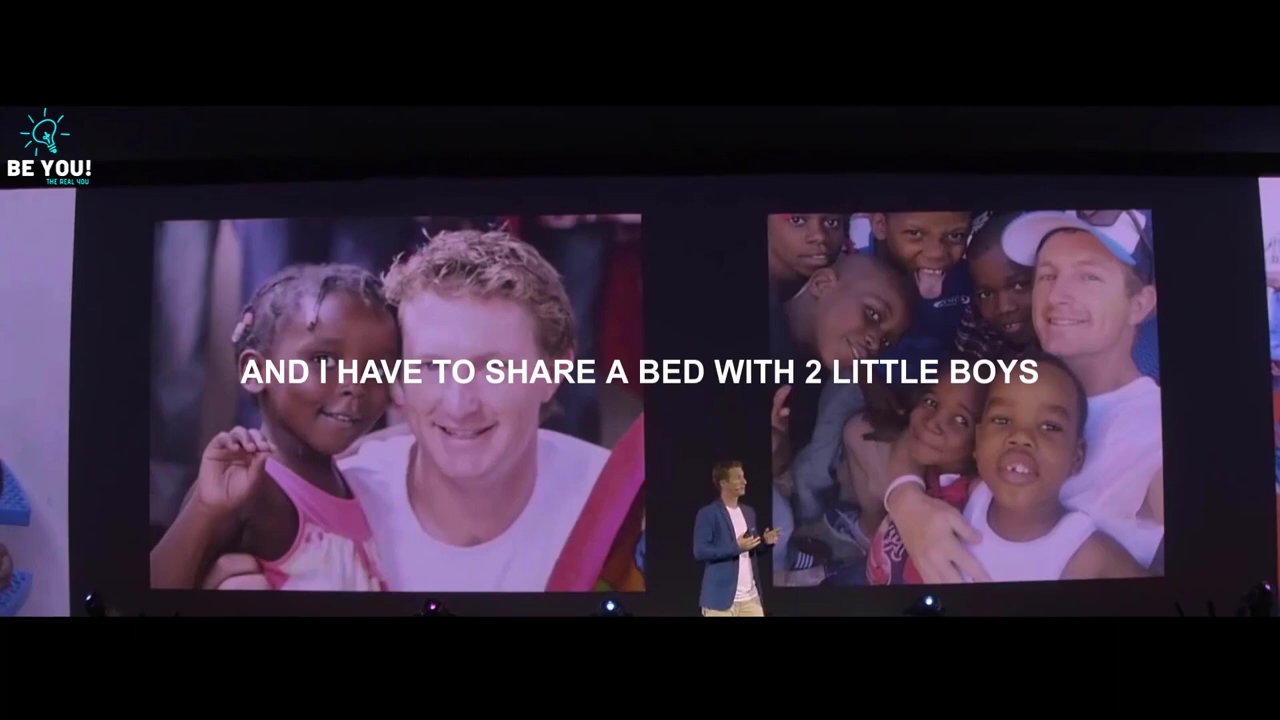 BE YOU!
THE REAL YOU
AND I HAVE TO SHARE A BED WITH 2 LITTLE BOYS